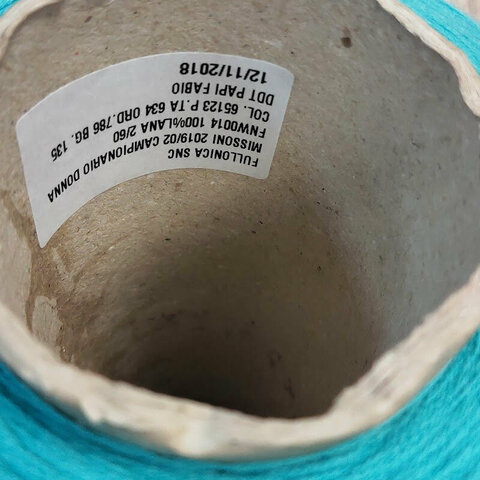 FULLONICA SNC
MISSONI 2019/02 CAMPIONARIO DONNA
FNW0014 100%LANA 2/60
COL. 65123 P.TA 634 ORD.786 BG. 135
DDT PAPI FABIO
12/11/2018